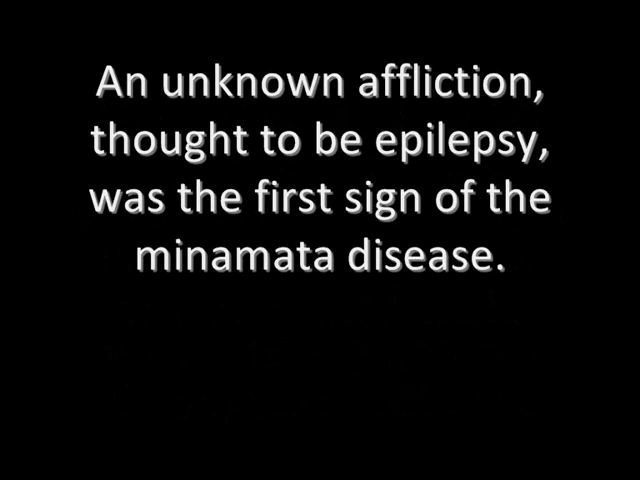 An unknown affliction,
thought to be epilepsy,
was the first sign of the
minamata disease.